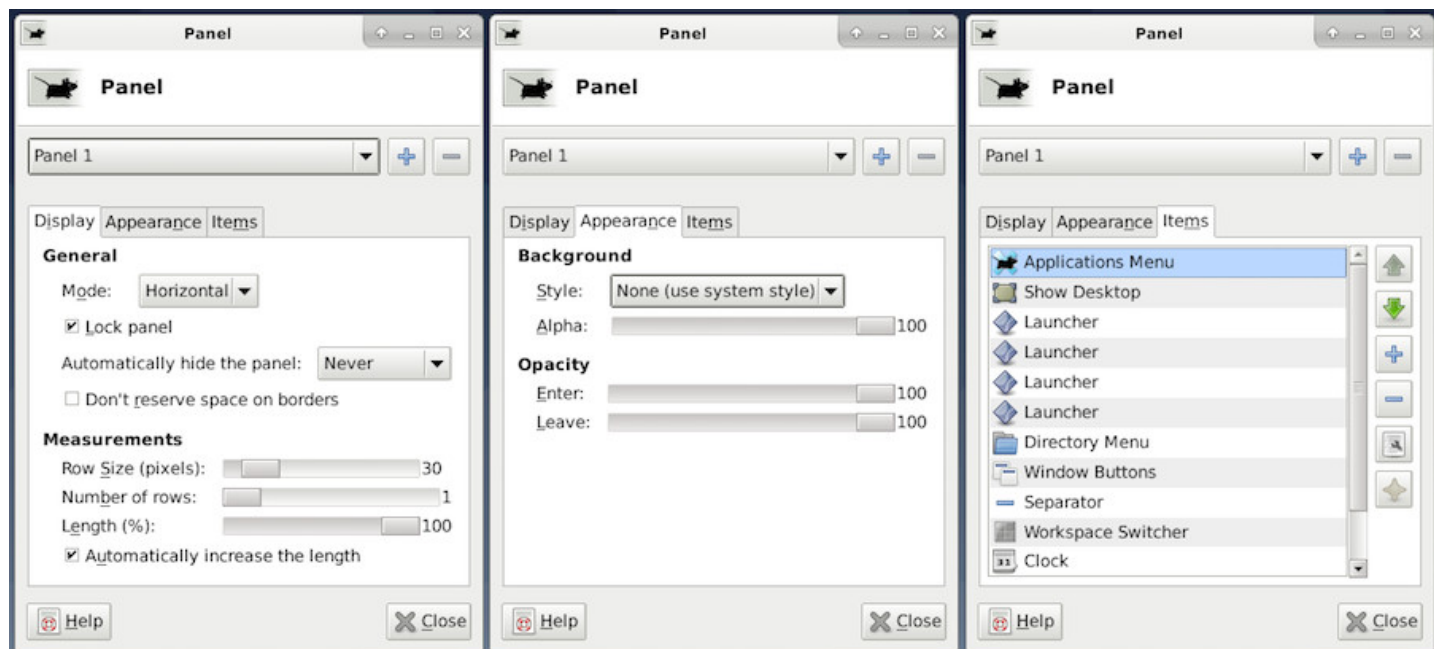 Panel
Panel
Panel 1
Display Appearance Items
General
Mode: Horizontal
Lock panel
Automatically hide the panel: Never
Don't reserve space on borders
Measurements
Row Size (pixels): 30
Number of rows: 1
Length (%): 100
Automatically increase the length
Help Close
Panel
Panel
Panel 1
Display Appearance Items
Background
Style: None (use system style)
Alpha: 100
Opacity
Enter: 100
Leave: 100
Help Close
Panel
Panel
Panel 1
Display Appearance Items
Applications Menu
Show Desktop
Launcher
Launcher
Launcher
Launcher
Directory Menu
Window Buttons
Separator
Workspace Switcher
31 Clock
Help Close